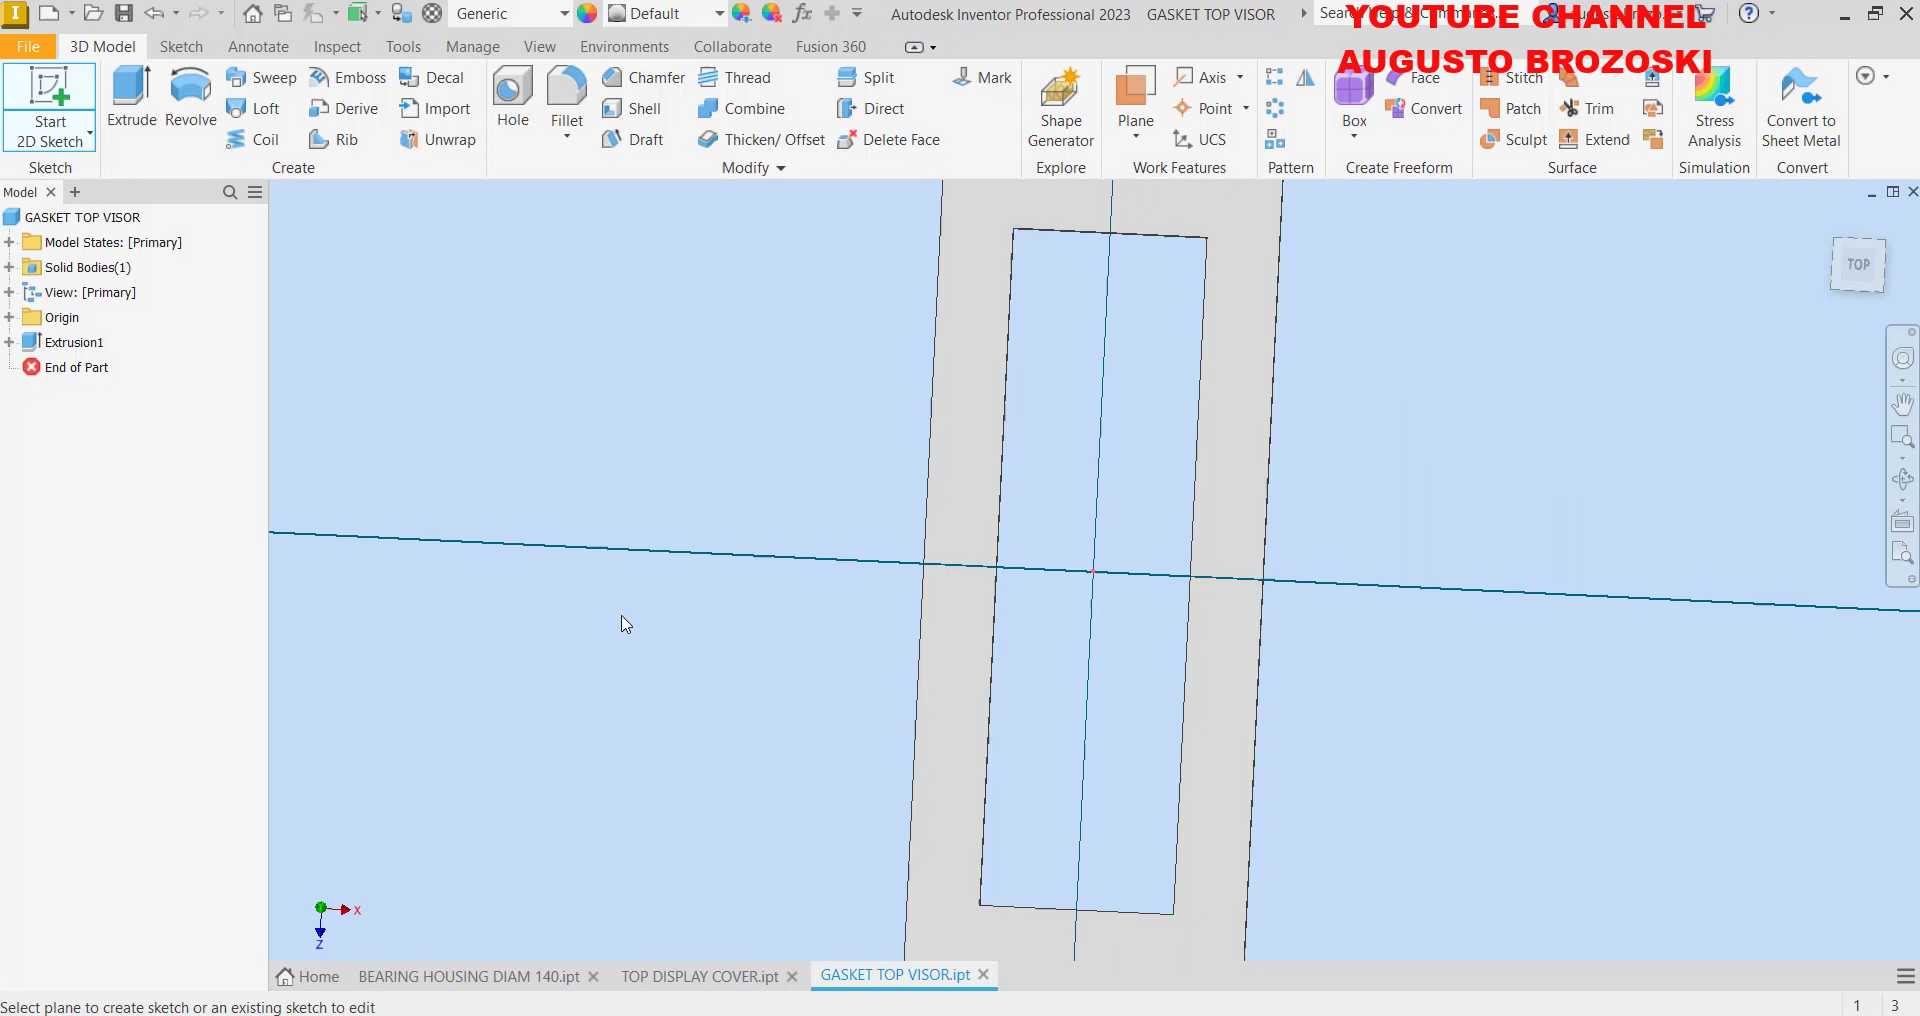 Generic
Default
Autodesk Inventor Professional 2023
GASKET TOP VISOR
YOUTUBE CHANNEL
AUGUSTO BROZOSKI
File
3D Model
Sketch
Annotate
Inspect
Tools
Manage
View
Environments
Collaborate
Fusion 360
Start
2D Sketch
Extrude
Revolve
Sweep
Loft
Coil
Emboss
Derive
Rib
Decal
Import
Unwrap
Hole
Fillet
Chamfer
Shell
Draft
Thread
Combine
Thicken/ Offset
Split
Direct
Delete Face
Mark
Shape
Generator
Plane
Axis
Point
UCS
Box
Face
Convert
Stitch
Patch
Sculpt
Trim
Extend
Stress
Analysis
Convert to
Sheet Metal
Sketch
Create
Modify
Explore
Work Features
Pattern
Create Freeform
Surface
Simulation
Convert
Model
GASKET TOP VISOR
Model States: [Primary]
Solid Bodies(1)
View: [Primary]
Origin
Extrusion1
End of Part
TOP
X
Z
Home
BEARING HOUSING DIAM 140.ipt
TOP DISPLAY COVER.ipt
GASKET TOP VISOR.ipt
Select plane to create sketch or an existing sketch to edit
1
3